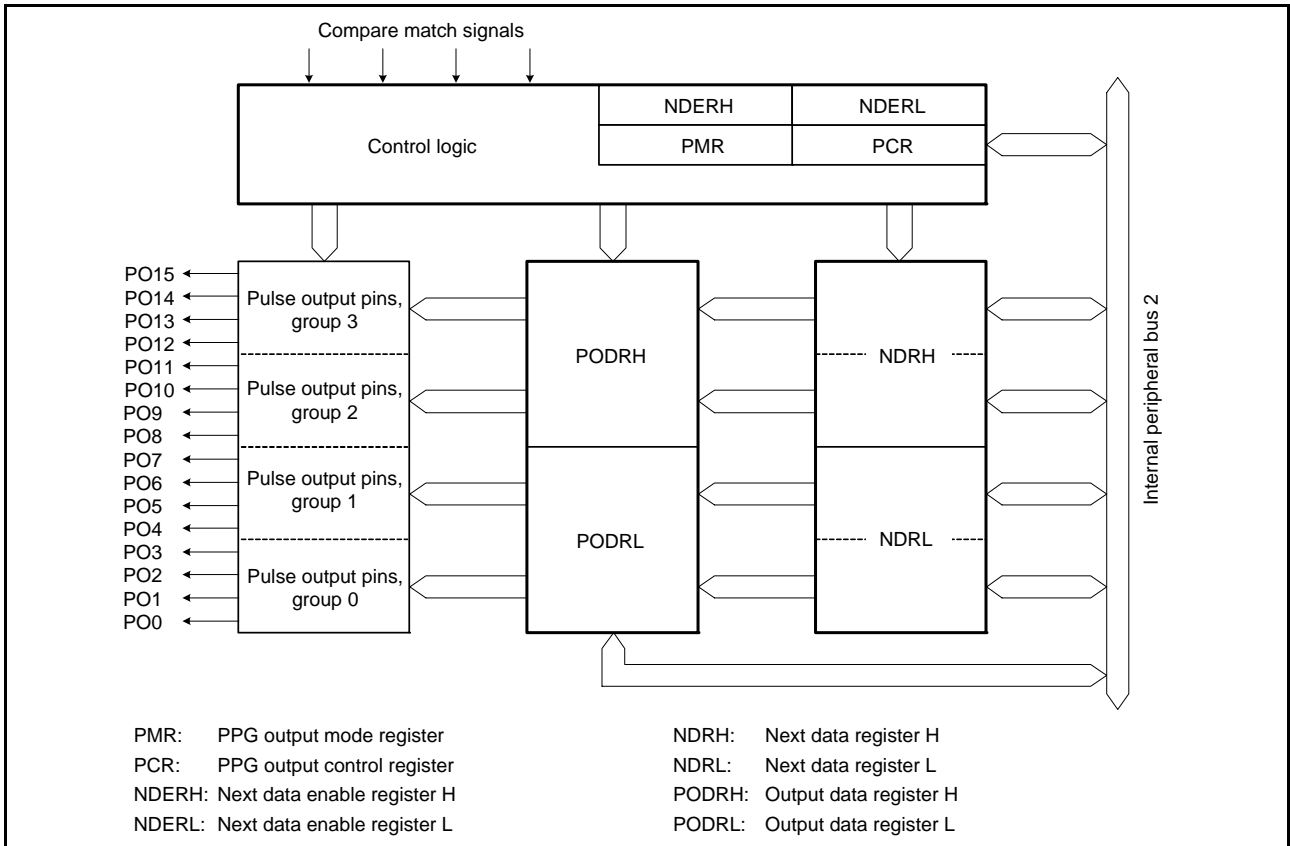 Compare match signals
NDERH
NDERL
Control logic
PMR
PCR
PO15
PO14
PO13
PO12
PO11
PO10
PO9
PO8
PO7
PO6
PO5
PO4
PO3
PO2
PO1
PO0
Pulse output pins,
group 3
Pulse output pins,
group 2
Pulse output pins,
group 1
Pulse output pins,
group 0
PODRH
PODRL
NDRH
NDRL
Internal peripheral bus 2
PMR: PPG output mode register
PCR: PPG output control register
NDERH: Next data enable register H
NDERL: Next data enable register L
NDRH: Next data register H
NDRL: Next data register L
PODRH: Output data register H
PODRL: Output data register L